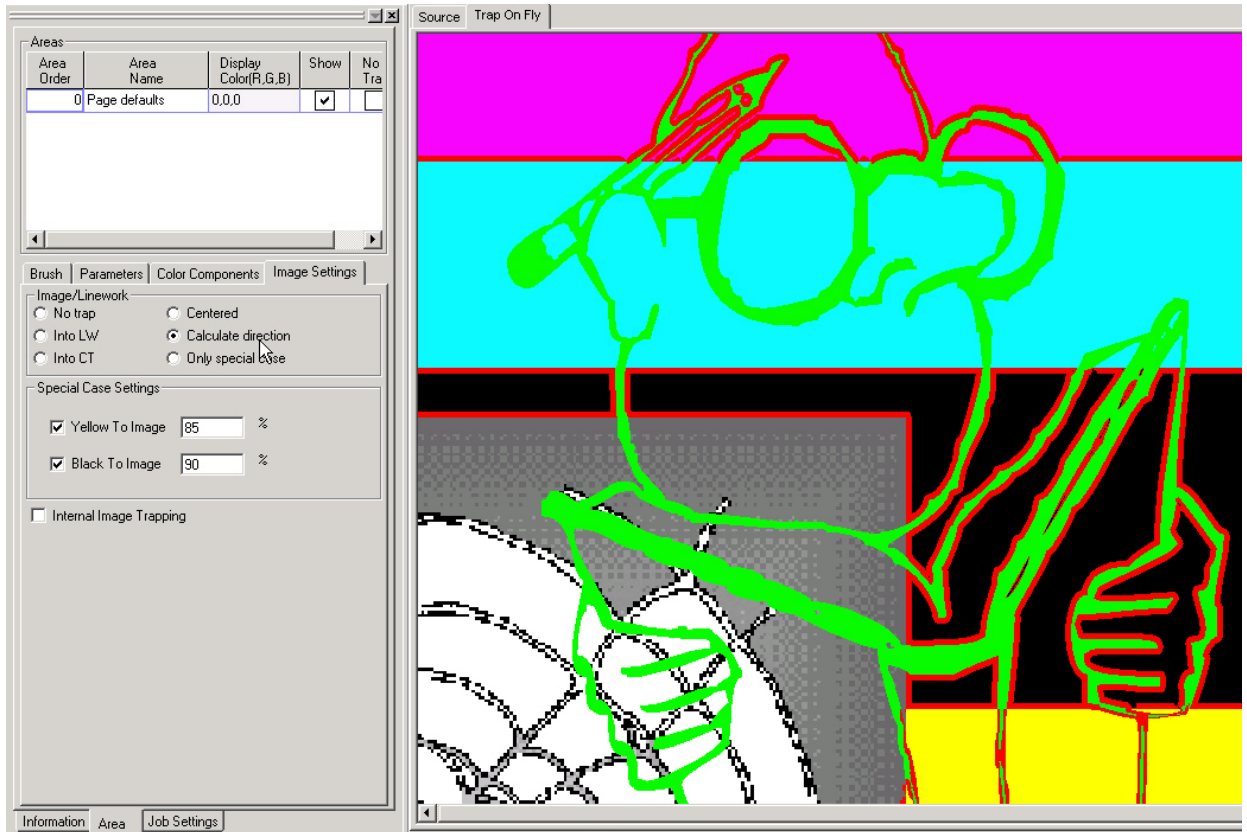 Source Trap On Fly
Areas
Area Order Area Name Display Color(R,G,B) Show No Tra
0 Page defaults 0,0,0
Brush Parameters Color Components Image Settings
Image/Linework
No trap Centered
Into LW Calculate direction
Into CT Only special case
Special Case Settings
Yellow To Image 85 %
Black To Image 90 %
Internal Image Trapping
Information Area Job Settings